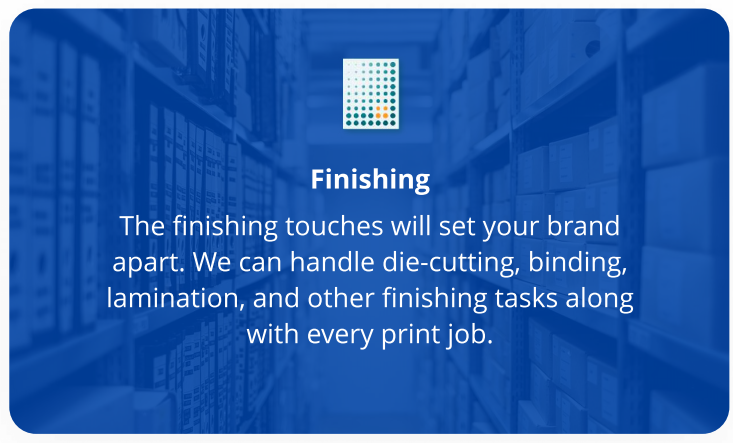 Finishing
The finishing touches will set your brand
apart. We can handle die-cutting, binding,
lamination, and other finishing tasks along
with every print job.